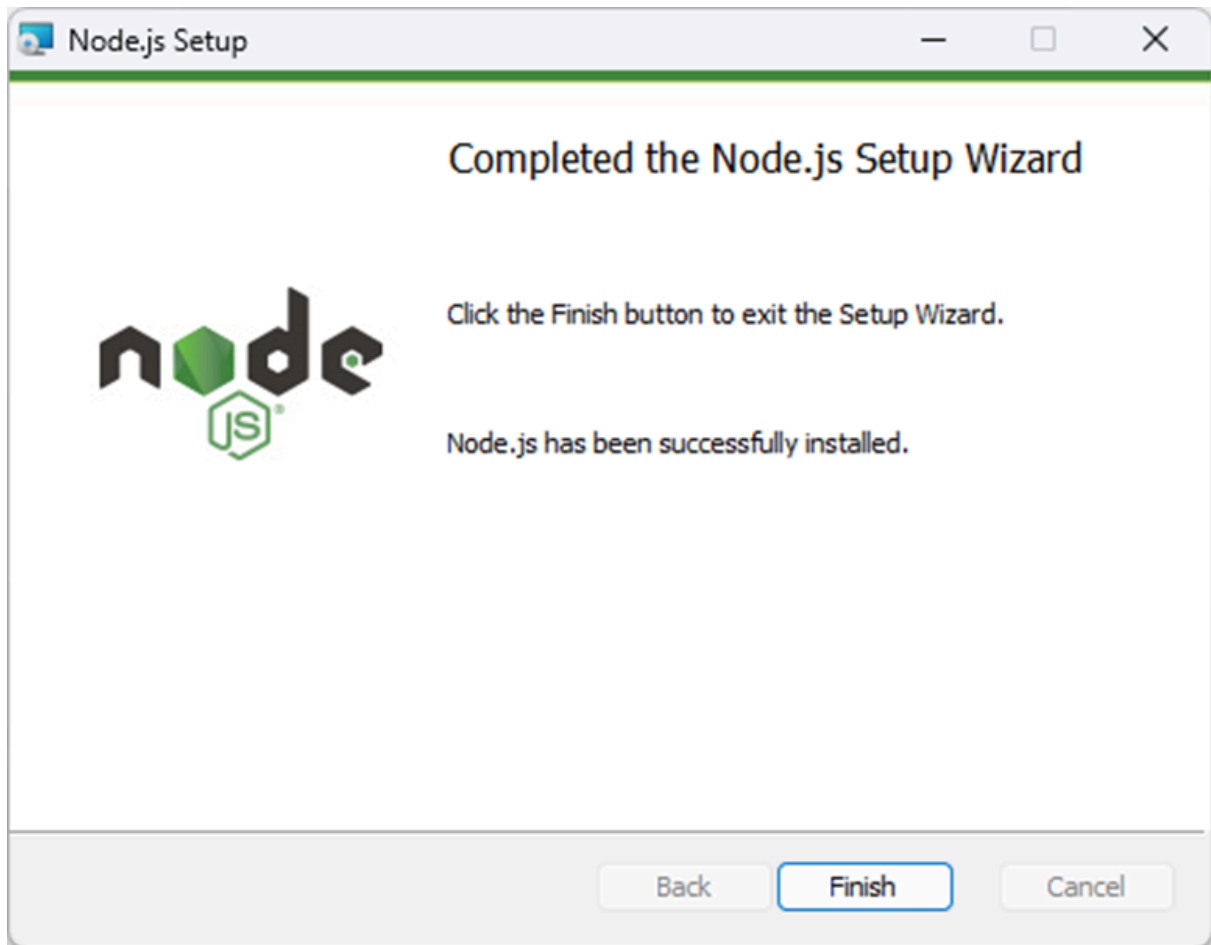 Node.js Setup
Completed the Node.js Setup Wizard
Click the Finish button to exit the Setup Wizard.
node
JS®
Node.js has been successfully installed.
Back
Finish
Cancel